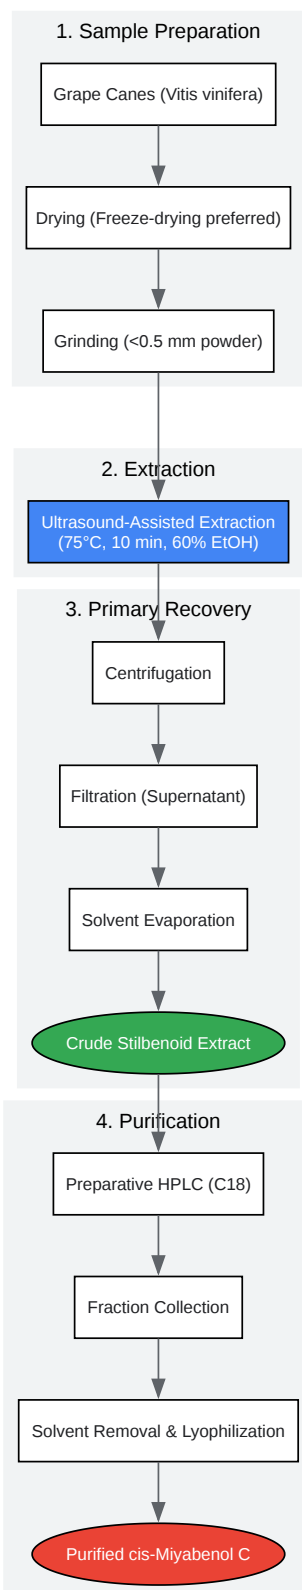 1. Sample Preparation
Grape Canes (Vitis vinifera)
Drying (Freeze-drying preferred)
Grinding (<0.5 mm powder)
2. Extraction
Ultrasound-Assisted Extraction
(75°C, 10 min, 60% EtOH)
3. Primary Recovery
Centrifugation
Filtration (Supernatant)
Solvent Evaporation
Crude Stilbenoid Extract
4. Purification
Preparative HPLC (C18)
Fraction Collection
Solvent Removal & Lyophilization
Purified cis-Miyabenol C